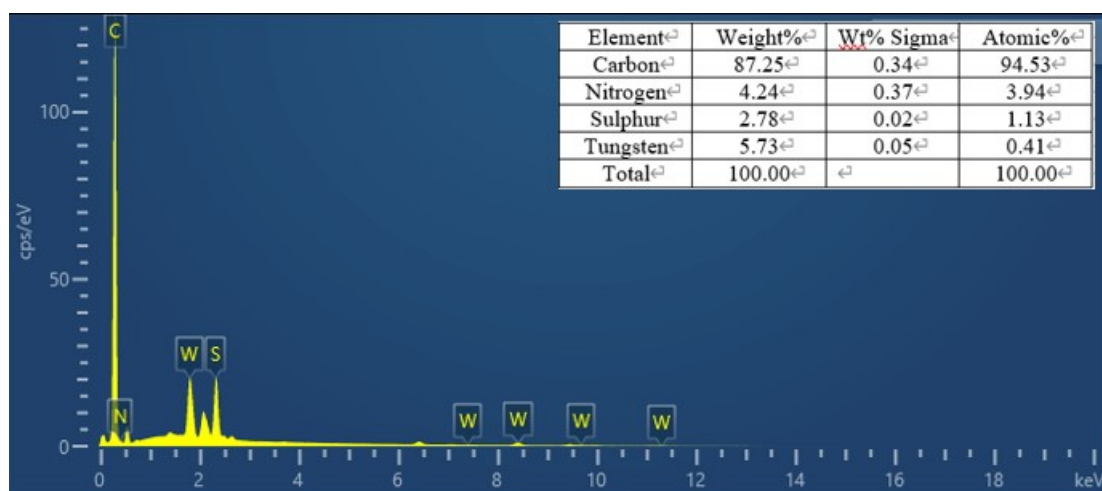 C
Element↵ Weight%↵ Wt% Sigma↵ Atomic%↵
Carbon↵ 87.25↵ 0.34↵ 94.53↵
Nitrogen↵ 4.24↵ 0.37↵ 3.94↵
Sulphur↵ 2.78↵ 0.02↵ 1.13↵
Tungsten↵ 5.73↵ 0.05↵ 0.41↵
Total↵ 100.00↵ ↵ 100.00↵
100
cps/eV
50
W S
N W W W W
0
0 2 4 6 8 10 12 14 16 18 keV